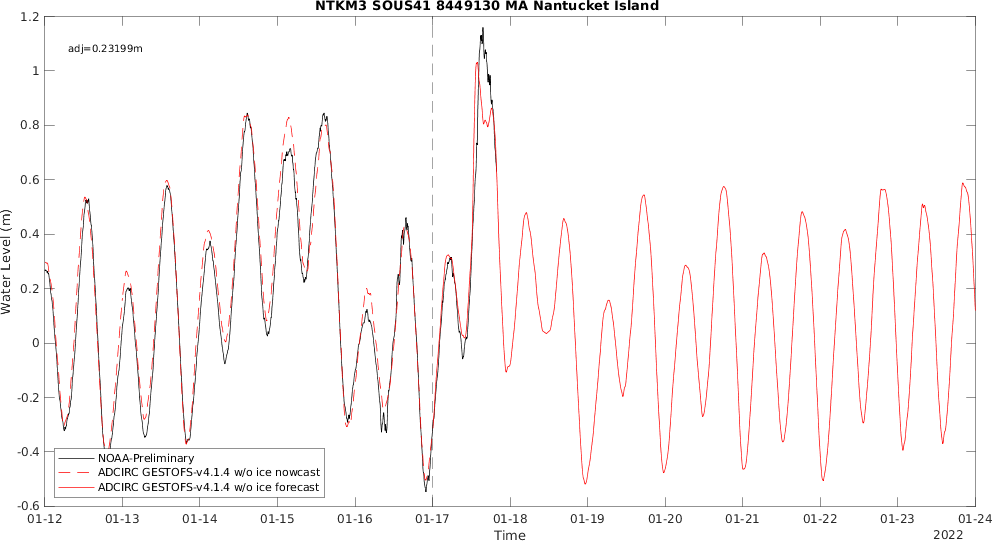 NTKM3 SOUS41 8449130 MA Nantucket Island
adj=0.23199m
Water Level (m)
1.2
1
0.8
0.6
0.4
0.2
0
-0.2
-0.4
-0.6
NOAA-Preliminary
ADCIRC GESTOFS-v4.1.4 w/o ice nowcast
ADCIRC GESTOFS-v4.1.4 w/o ice forecast
01-12 01-13 01-14 01-15 01-16 01-17 01-18 01-19 01-20 01-21 01-22 01-23 01-24
Time
2022